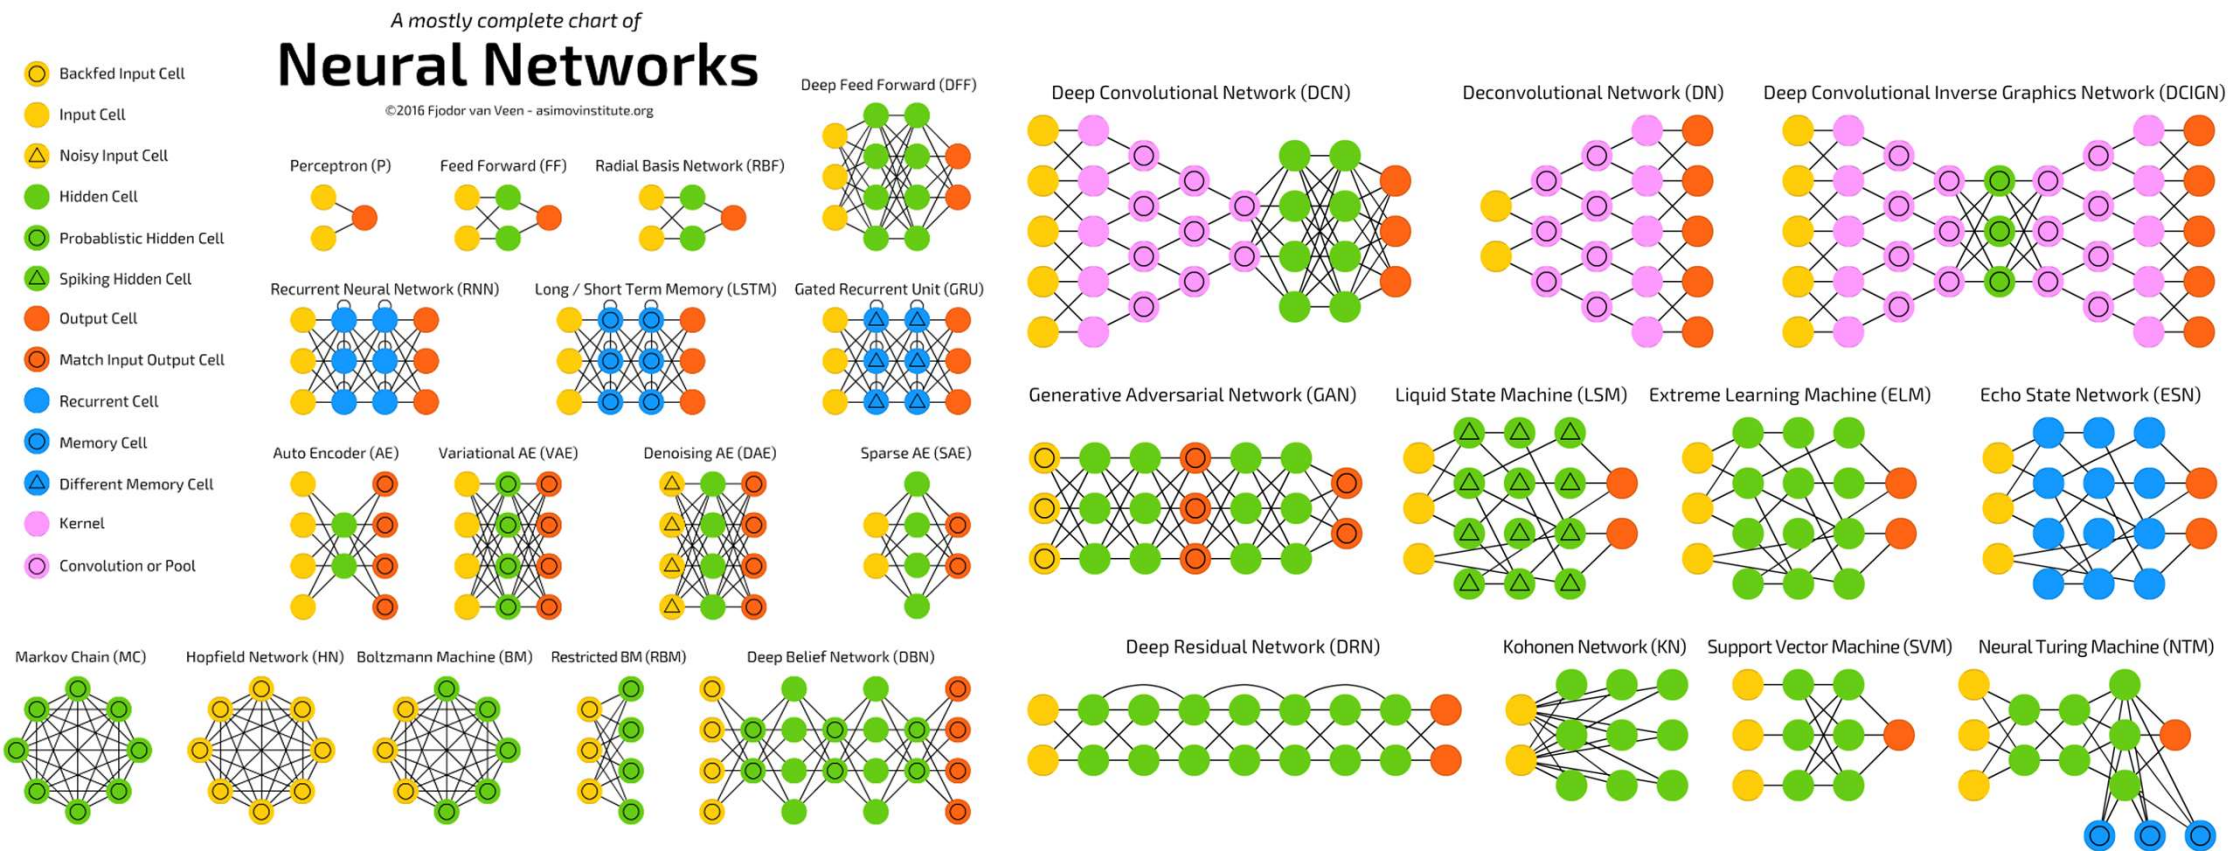 A mostly complete chart of
Neural Networks
©2016 Fjodor van Veen - asimovinstitute.org
Backfed Input Cell
Input Cell
Noisy Input Cell
Hidden Cell
Probablistic Hidden Cell
Spiking Hidden Cell
Output Cell
Match Input Output Cell
Recurrent Cell
Memory Cell
Different Memory Cell
Kernel
Convolution or Pool
Deep Feed Forward (DFF)
Perceptron (P)
Feed Forward (FF)
Radial Basis Network (RBF)
Recurrent Neural Network (RNN)
Long / Short Term Memory (LSTM)
Gated Recurrent Unit (GRU)
Auto Encoder (AE)
Variational AE (VAE)
Denoising AE (DAE)
Sparse AE (SAE)
Markov Chain (MC)
Hopfield Network (HN)
Boltzmann Machine (BM)
Restricted BM (RBM)
Deep Belief Network (DBN)
Deep Convolutional Network (DCN)
Deconvolutional Network (DN)
Deep Convolutional Inverse Graphics Network (DCIGN)
Generative Adversarial Network (GAN)
Liquid State Machine (LSM)
Extreme Learning Machine (ELM)
Echo State Network (ESN)
Deep Residual Network (DRN)
Kohonen Network (KN)
Support Vector Machine (SVM)
Neural Turing Machine (NTM)